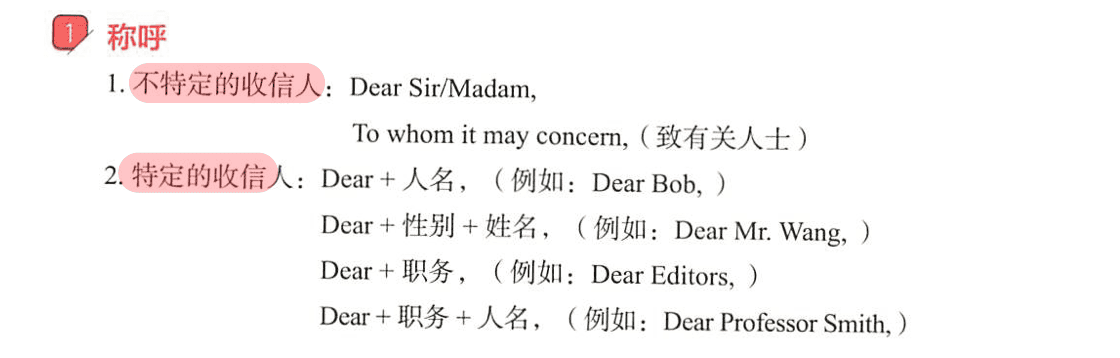 1 称呼
1. 不特定的收信人：Dear Sir/Madam,
To whom it may concern,（致有关人士）
2. 特定的收信人：Dear + 人名，（例如：Dear Bob, ）
Dear + 性别 + 姓名，（例如：Dear Mr. Wang, ）
Dear + 职务，（例如：Dear Editors, ）
Dear + 职务 + 人名，（例如：Dear Professor Smith,）